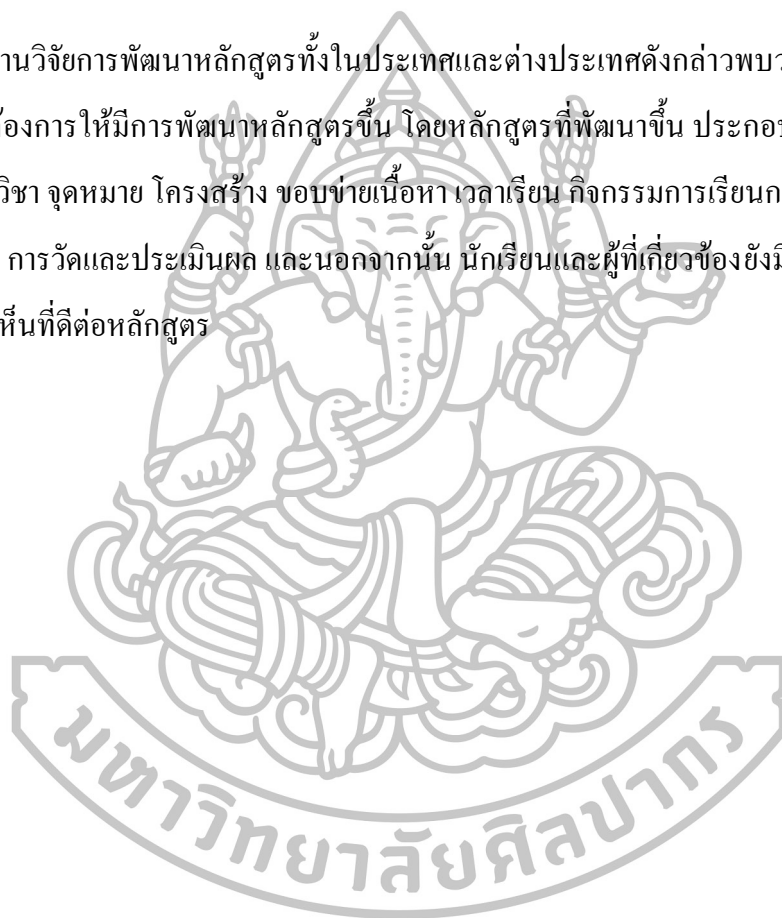 านวิจัยการพัฒนาหลักสูตรทั้งในประเทศและต่างประเทศดังกล่าวพบว
้องการให้มีการพัฒนาหลักสูตรขึ้น โดยหลักสูตรที่พัฒนาขึ้น ประกอบ
วิชา จุดหมาย โครงสร้าง ขอบข่ายเนื้อหา เวลาเรียน กิจกรรมการเรียนก
การวัดและประเมินผล และนอกจากนั้น นักเรียนและผู้ที่เกี่ยวข้องยังมี
ห็นที่ดีต่อหลักสูตร
มหาวิทยาลัยศิลปากร